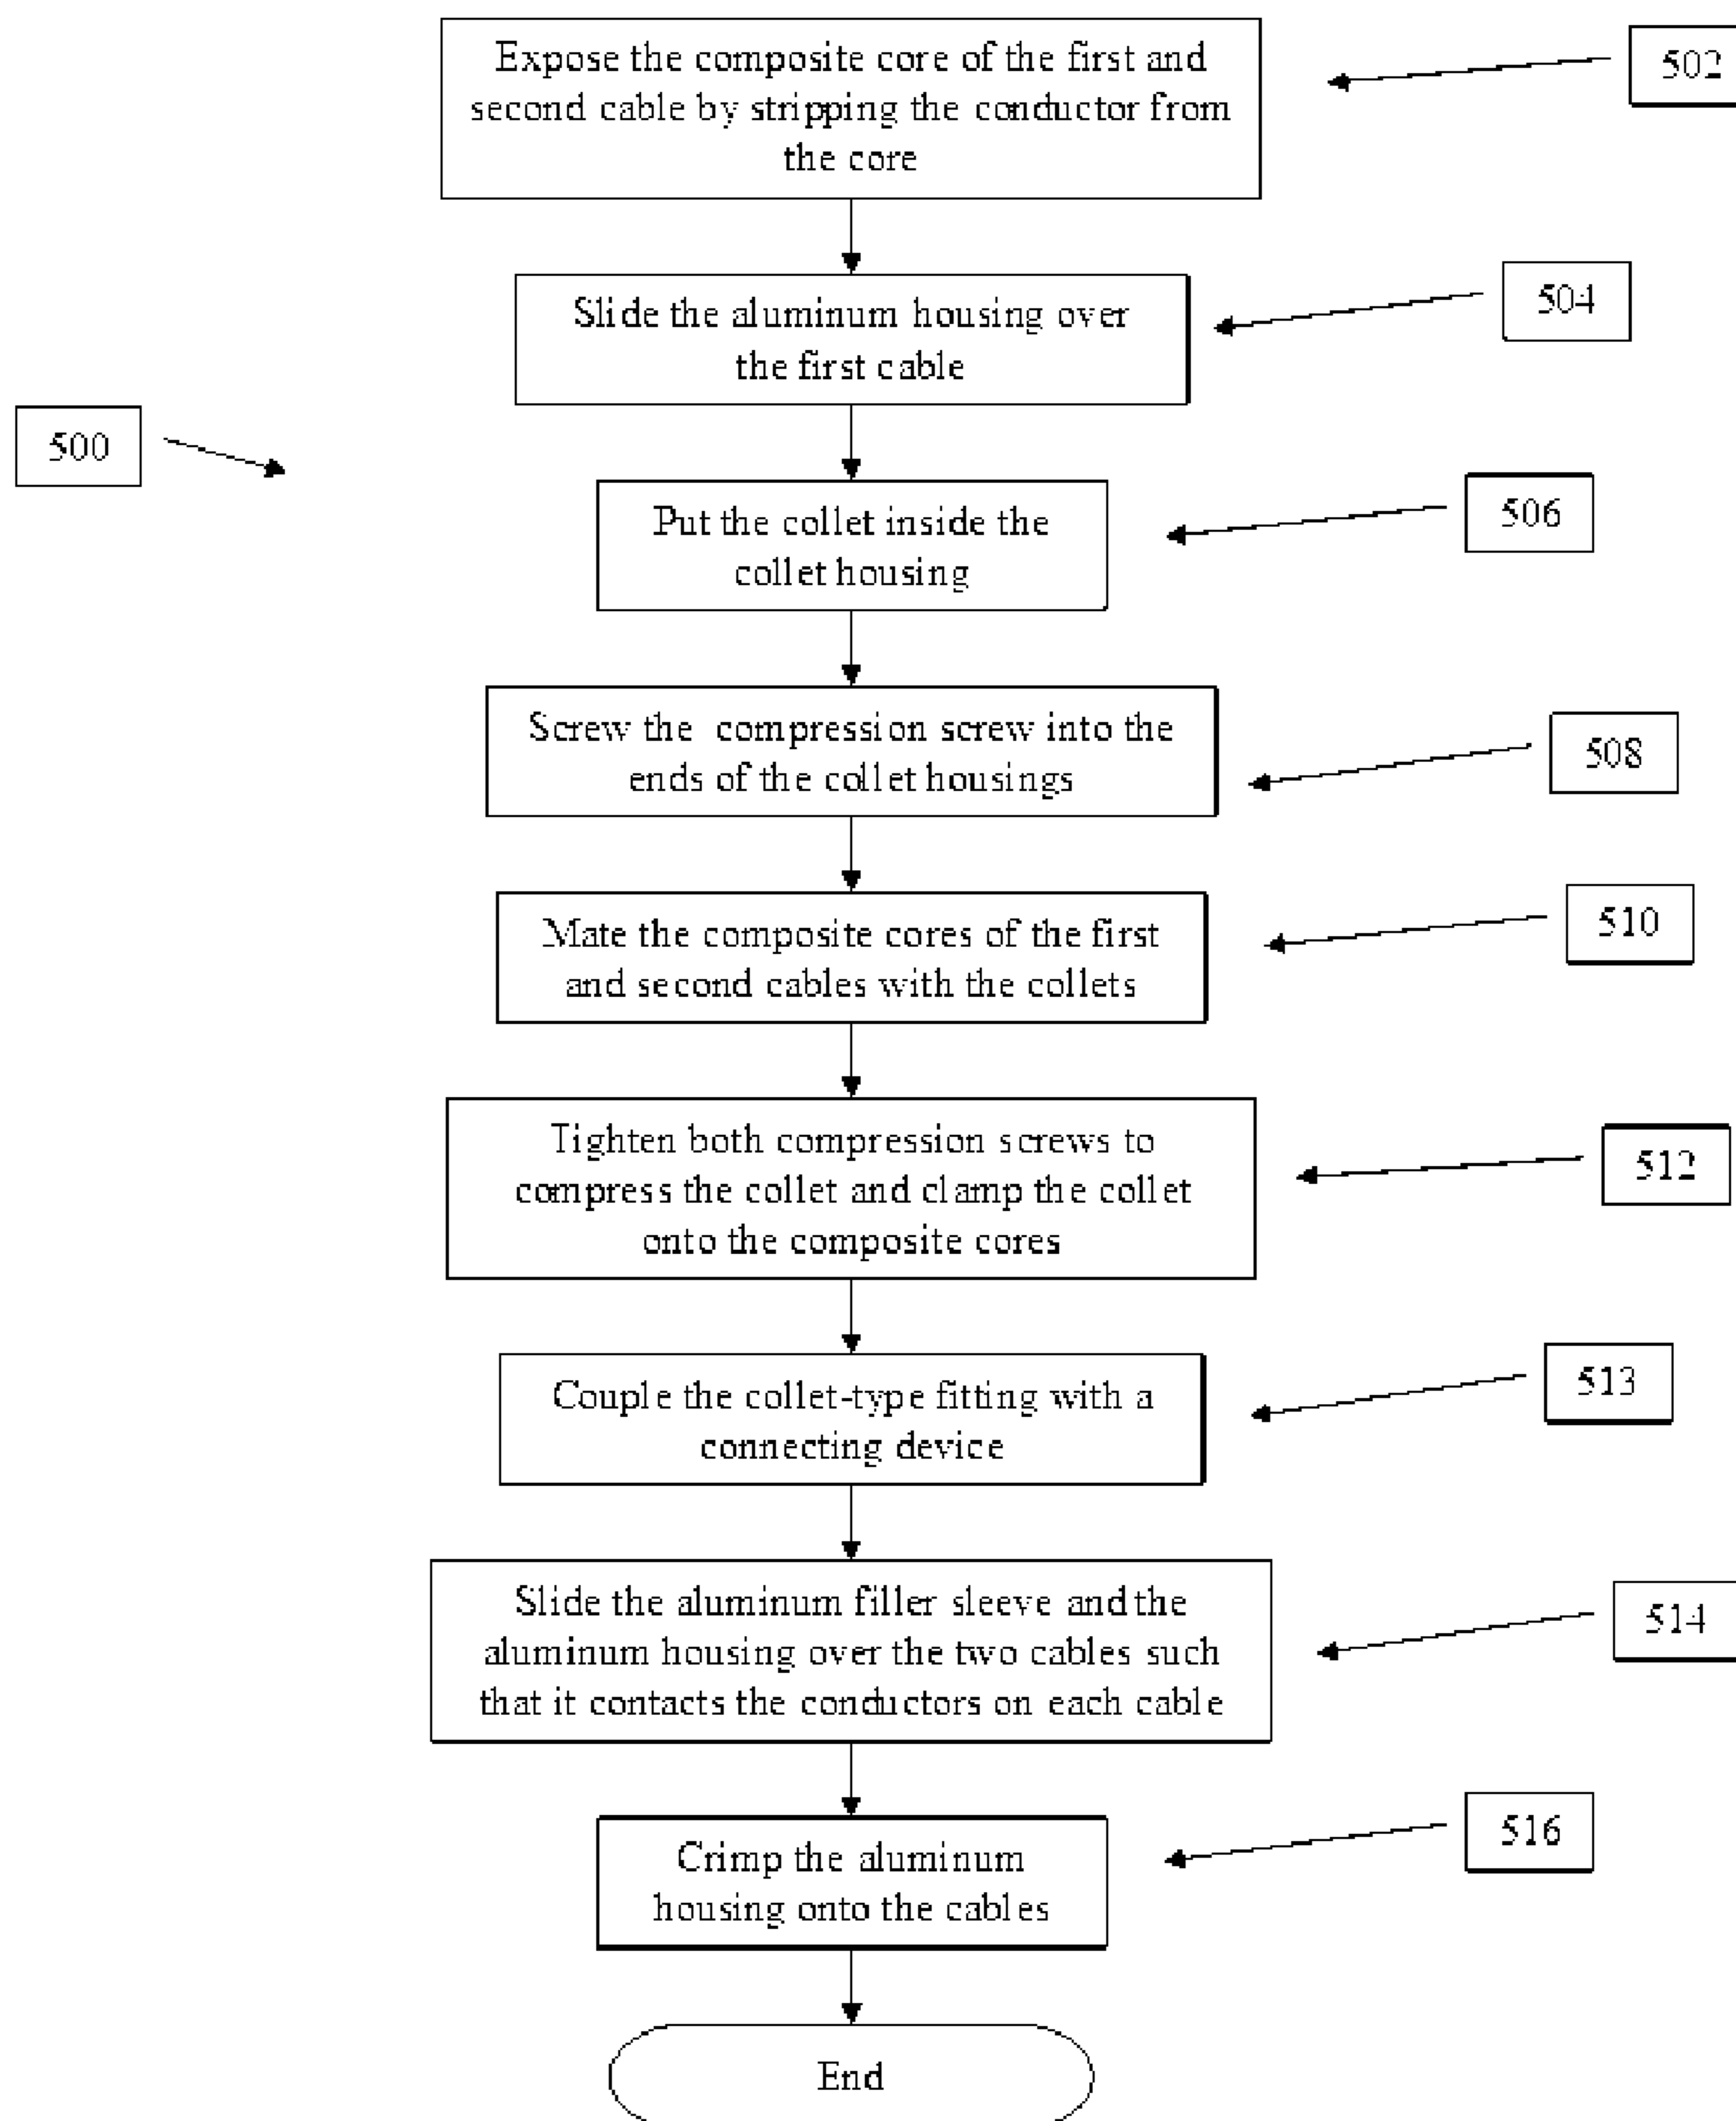 Expose the composite core of the first and
second cable by stripping the conductor from
the core
502
Slide the aluminum housing over
the first cable
504
500
Put the collet inside the
collet housing
506
Screw the compression screw into the
ends of the collet housings
508
Mate the composite cores of the first
and second cables with the collets
510
Tighten both compression screws to
compress the collet and clamp the collet
onto the composite cores
512
Couple the collet-type fitting with a
connecting device
513
Slide the aluminum filler sleeve and the
aluminum housing over the two cables such
that it contacts the conductors on each cable
514
Crimp the aluminum
housing onto the cables
516
End